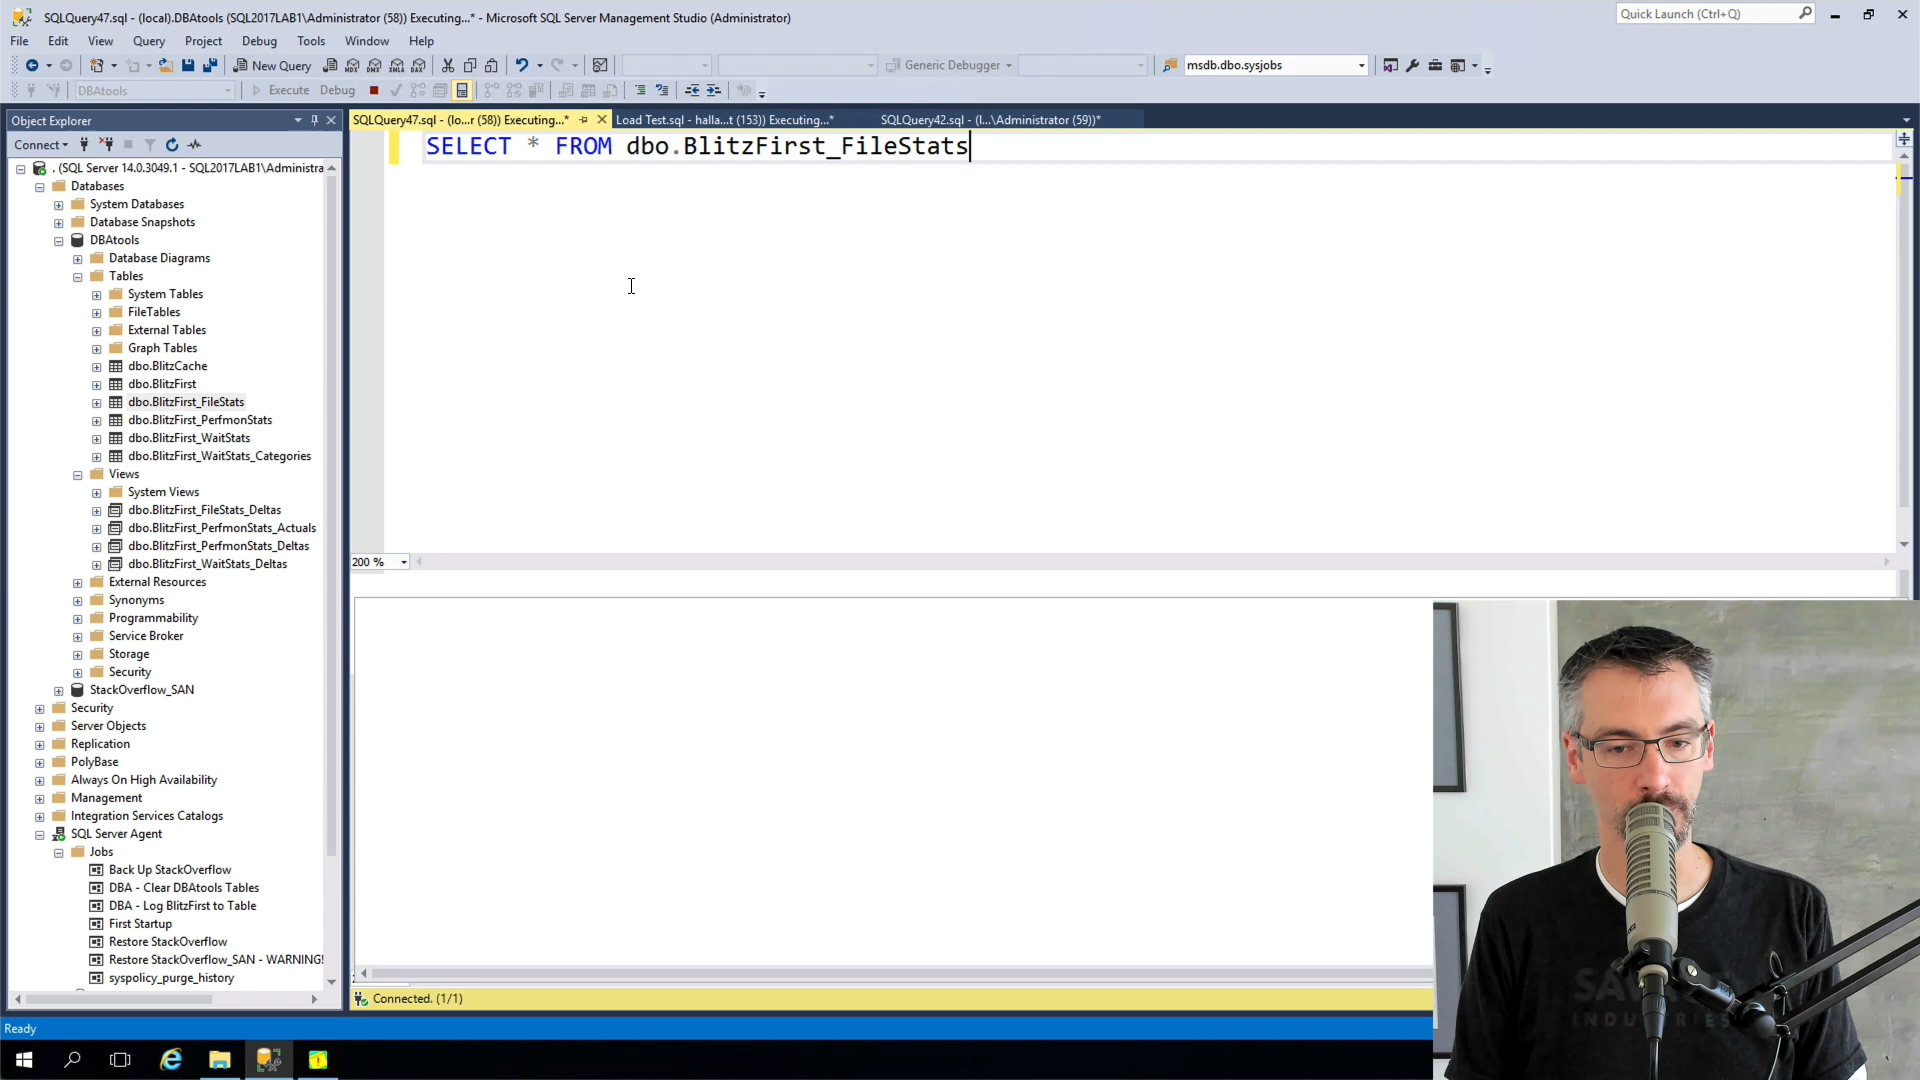 SQLQuery47.sql - (local).DBAtools (SQL2017LAB1\Administrator (58)) Executing...* - Microsoft SQL Server Management Studio (Administrator)
Quick Launch (Ctrl+Q)
File Edit View Query Project Debug Tools Window Help
New Query
Generic Debugger
msdb.dbo.sysjobs
DBAtools
Execute Debug
Object Explorer
SQLQuery47.sql - (lo...r (58)) Executing...*
Load Test.sql - halla...t (153)) Executing...*
SQLQuery42.sql - (l...\Administrator (59))*
Connect
SELECT * FROM dbo.BlitzFirst_FileStats
. (SQL Server 14.0.3049.1 - SQL2017LAB1\Administra
Databases
System Databases
Database Snapshots
DBAtools
Database Diagrams
Tables
System Tables
FileTables
External Tables
Graph Tables
dbo.BlitzCache
dbo.BlitzFirst
dbo.BlitzFirst_FileStats
dbo.BlitzFirst_PerfmonStats
dbo.BlitzFirst_WaitStats
dbo.BlitzFirst_WaitStats_Categories
Views
System Views
dbo.BlitzFirst_FileStats_Deltas
dbo.BlitzFirst_PerfmonStats_Actuals
dbo.BlitzFirst_PerfmonStats_Deltas
dbo.BlitzFirst_WaitStats_Deltas
External Resources
Synonyms
Programmability
Service Broker
Storage
Security
StackOverflow_SAN
Security
Server Objects
Replication
PolyBase
Always On High Availability
Management
Integration Services Catalogs
SQL Server Agent
Jobs
Back Up StackOverflow
DBA - Clear DBAtools Tables
DBA - Log BlitzFirst to Table
First Startup
Restore StackOverflow
Restore StackOverflow_SAN - WARNING!
syspolicy_purge_history
200 %
Connected. (1/1)
Ready
INDUSTRIES